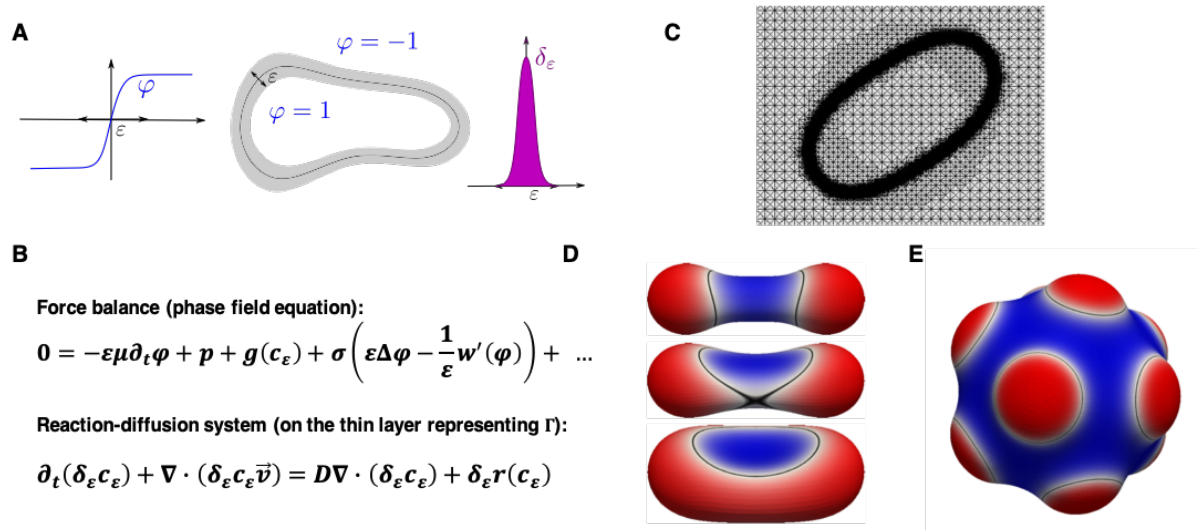 A
φ
ε
φ = −1
ε
φ = 1
δ_ε
ε
C
B
Force balance (phase field equation):
0 = −εμ∂_tφ + p + g(c_ε) + σ(εΔφ − 1/ε w′(φ)) + ...
Reaction-diffusion system (on the thin layer representing Γ):
∂_t(δ_εc_ε) + ∇ · (δ_εc_εv⃗) = D∇ · (δ_εc_ε) + δ_εr(c_ε)
D
E